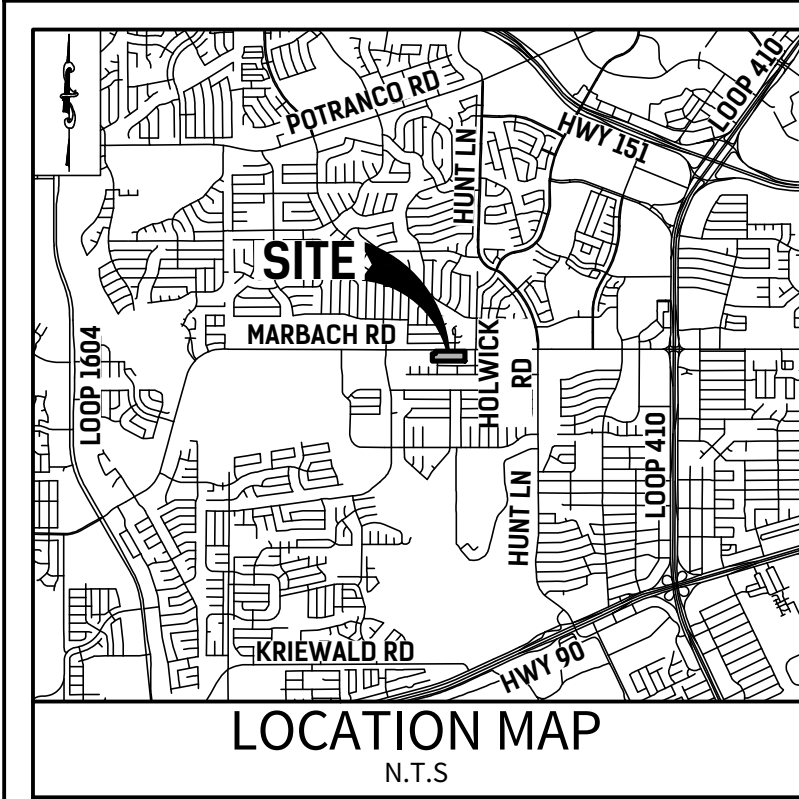 POTRANCO RD
HUNT LN
HWY 151
LOOP 410
SITE
MARBACH RD
HOLWICK
RD
LOOP 1604
LOOP 410
HUNT LN
KRIEWALD RD
HWY 90
LOCATION MAP
N.T.S